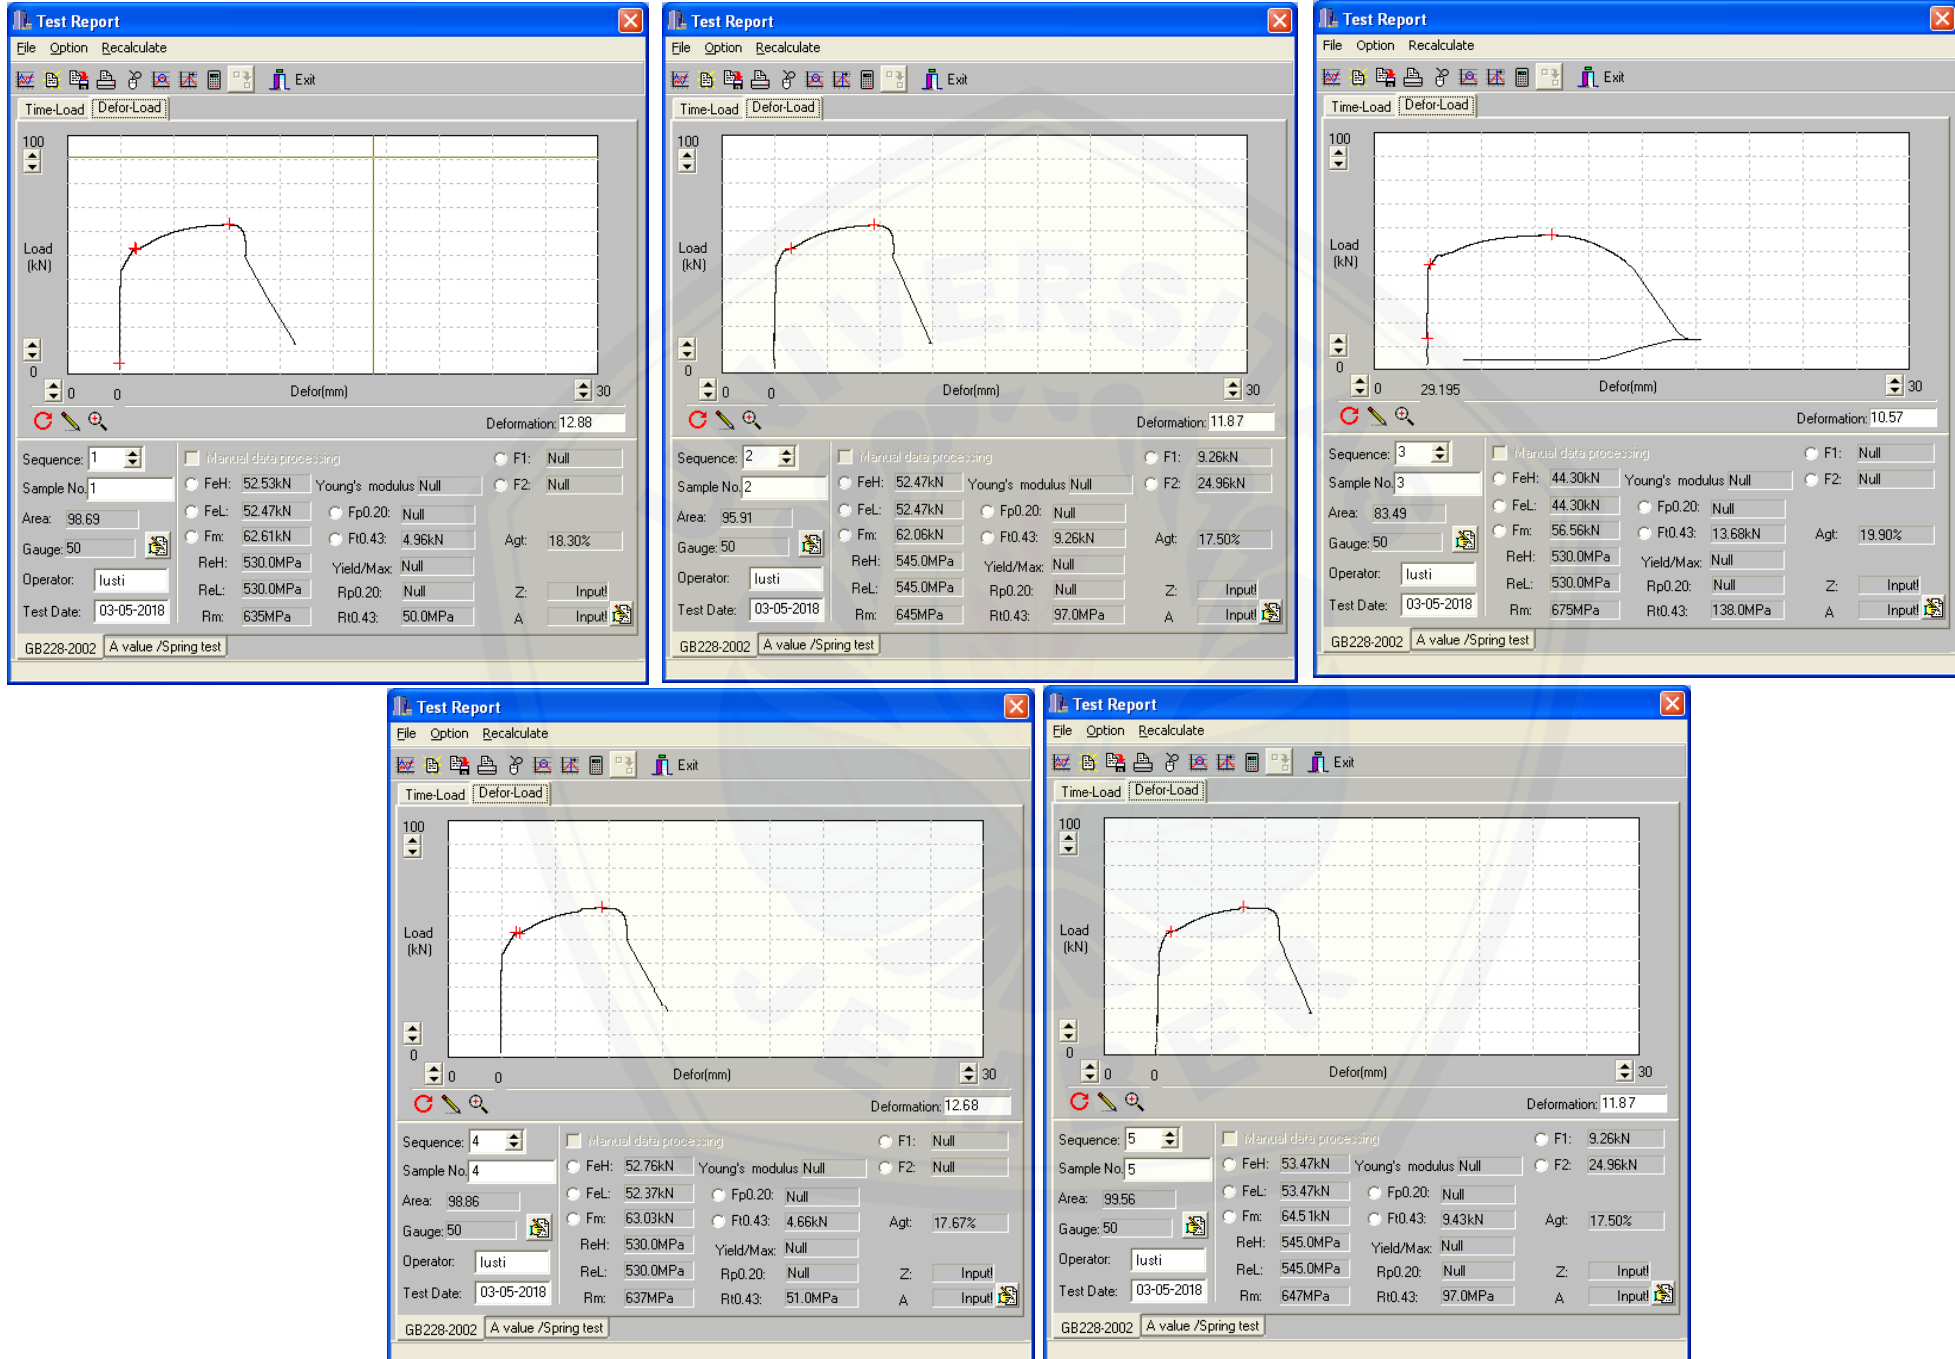 Test Report
File Option Recalculate
Exit
Time-Load Defor-Load
100
Load
(kN)
0
0 0 Defor(mm) 30
Deformation: 12.88
Sequence: 1 Manual data processing F1: Null
Sample No. 1 FeH: 52.53kN Young's modulus Null F2: Null
Area: 98.69 FeL: 52.47kN Fp0.20: Null
Gauge: 50 Fm: 62.61kN Ft0.43: 4.96kN Agt: 18.30%
ReH: 530.0MPa Yield/Max: Null
Operator: lusti ReL: 530.0MPa Rp0.20: Null Z: Input!
Test Date: 03-05-2018 Rm: 635MPa Rt0.43: 50.0MPa A Input!
GB228-2002 A value /Spring test
Test Report
File Option Recalculate
Exit
Time-Load Defor-Load
100
Load
(kN)
0
0 0 Defor(mm) 30
Deformation: 11.87
Sequence: 2 Manual data processing F1: 9.26kN
Sample No. 2 FeH: 52.47kN Young's modulus Null F2: 24.96kN
Area: 95.91 FeL: 52.47kN Fp0.20: Null
Gauge: 50 Fm: 62.06kN Ft0.43: 9.26kN Agt: 17.50%
ReH: 545.0MPa Yield/Max: Null
Operator: lusti ReL: 545.0MPa Rp0.20: Null Z: Input!
Test Date: 03-05-2018 Rm: 645MPa Rt0.43: 97.0MPa A Input!
GB228-2002 A value /Spring test
Test Report
File Option Recalculate
Exit
Time-Load Defor-Load
100
Load
(kN)
0
0 29.195 Defor(mm) 30
Deformation: 10.57
Sequence: 3 Manual data processing F1: Null
Sample No. 3 FeH: 44.30kN Young's modulus Null F2: Null
Area: 83.49 FeL: 44.30kN Fp0.20: Null
Gauge: 50 Fm: 56.56kN Ft0.43: 13.68kN Agt: 19.90%
ReH: 530.0MPa Yield/Max: Null
Operator: lusti ReL: 530.0MPa Rp0.20: Null Z: Input!
Test Date: 03-05-2018 Rm: 675MPa Rt0.43: 138.0MPa A Input!
GB228-2002 A value /Spring test
Test Report
File Option Recalculate
Exit
Time-Load Defor-Load
100
Load
(kN)
0
0 0 Defor(mm) 30
Deformation: 12.68
Sequence: 4 Manual data processing F1: Null
Sample No. 4 FeH: 52.76kN Young's modulus Null F2: Null
Area: 98.86 FeL: 52.37kN Fp0.20: Null
Gauge: 50 Fm: 63.03kN Ft0.43: 4.66kN Agt: 17.67%
ReH: 530.0MPa Yield/Max: Null
Operator: lusti ReL: 530.0MPa Rp0.20: Null Z: Input!
Test Date: 03-05-2018 Rm: 637MPa Rt0.43: 51.0MPa A Input!
GB228-2002 A value /Spring test
Test Report
File Option Recalculate
Exit
Time-Load Defor-Load
100
Load
(kN)
0
0 0 Defor(mm) 30
Deformation: 11.87
Sequence: 5 Manual data processing F1: 9.26kN
Sample No. 5 FeH: 53.47kN Young's modulus Null F2: 24.96kN
Area: 99.56 FeL: 53.47kN Fp0.20: Null
Gauge: 50 Fm: 64.51kN Ft0.43: 9.43kN Agt: 17.50%
ReH: 545.0MPa Yield/Max: Null
Operator: lusti ReL: 545.0MPa Rp0.20: Null Z: Input!
Test Date: 03-05-2018 Rm: 647MPa Rt0.43: 97.0MPa A Input!
GB228-2002 A value /Spring test
UNIVERSITAS
JEMBER